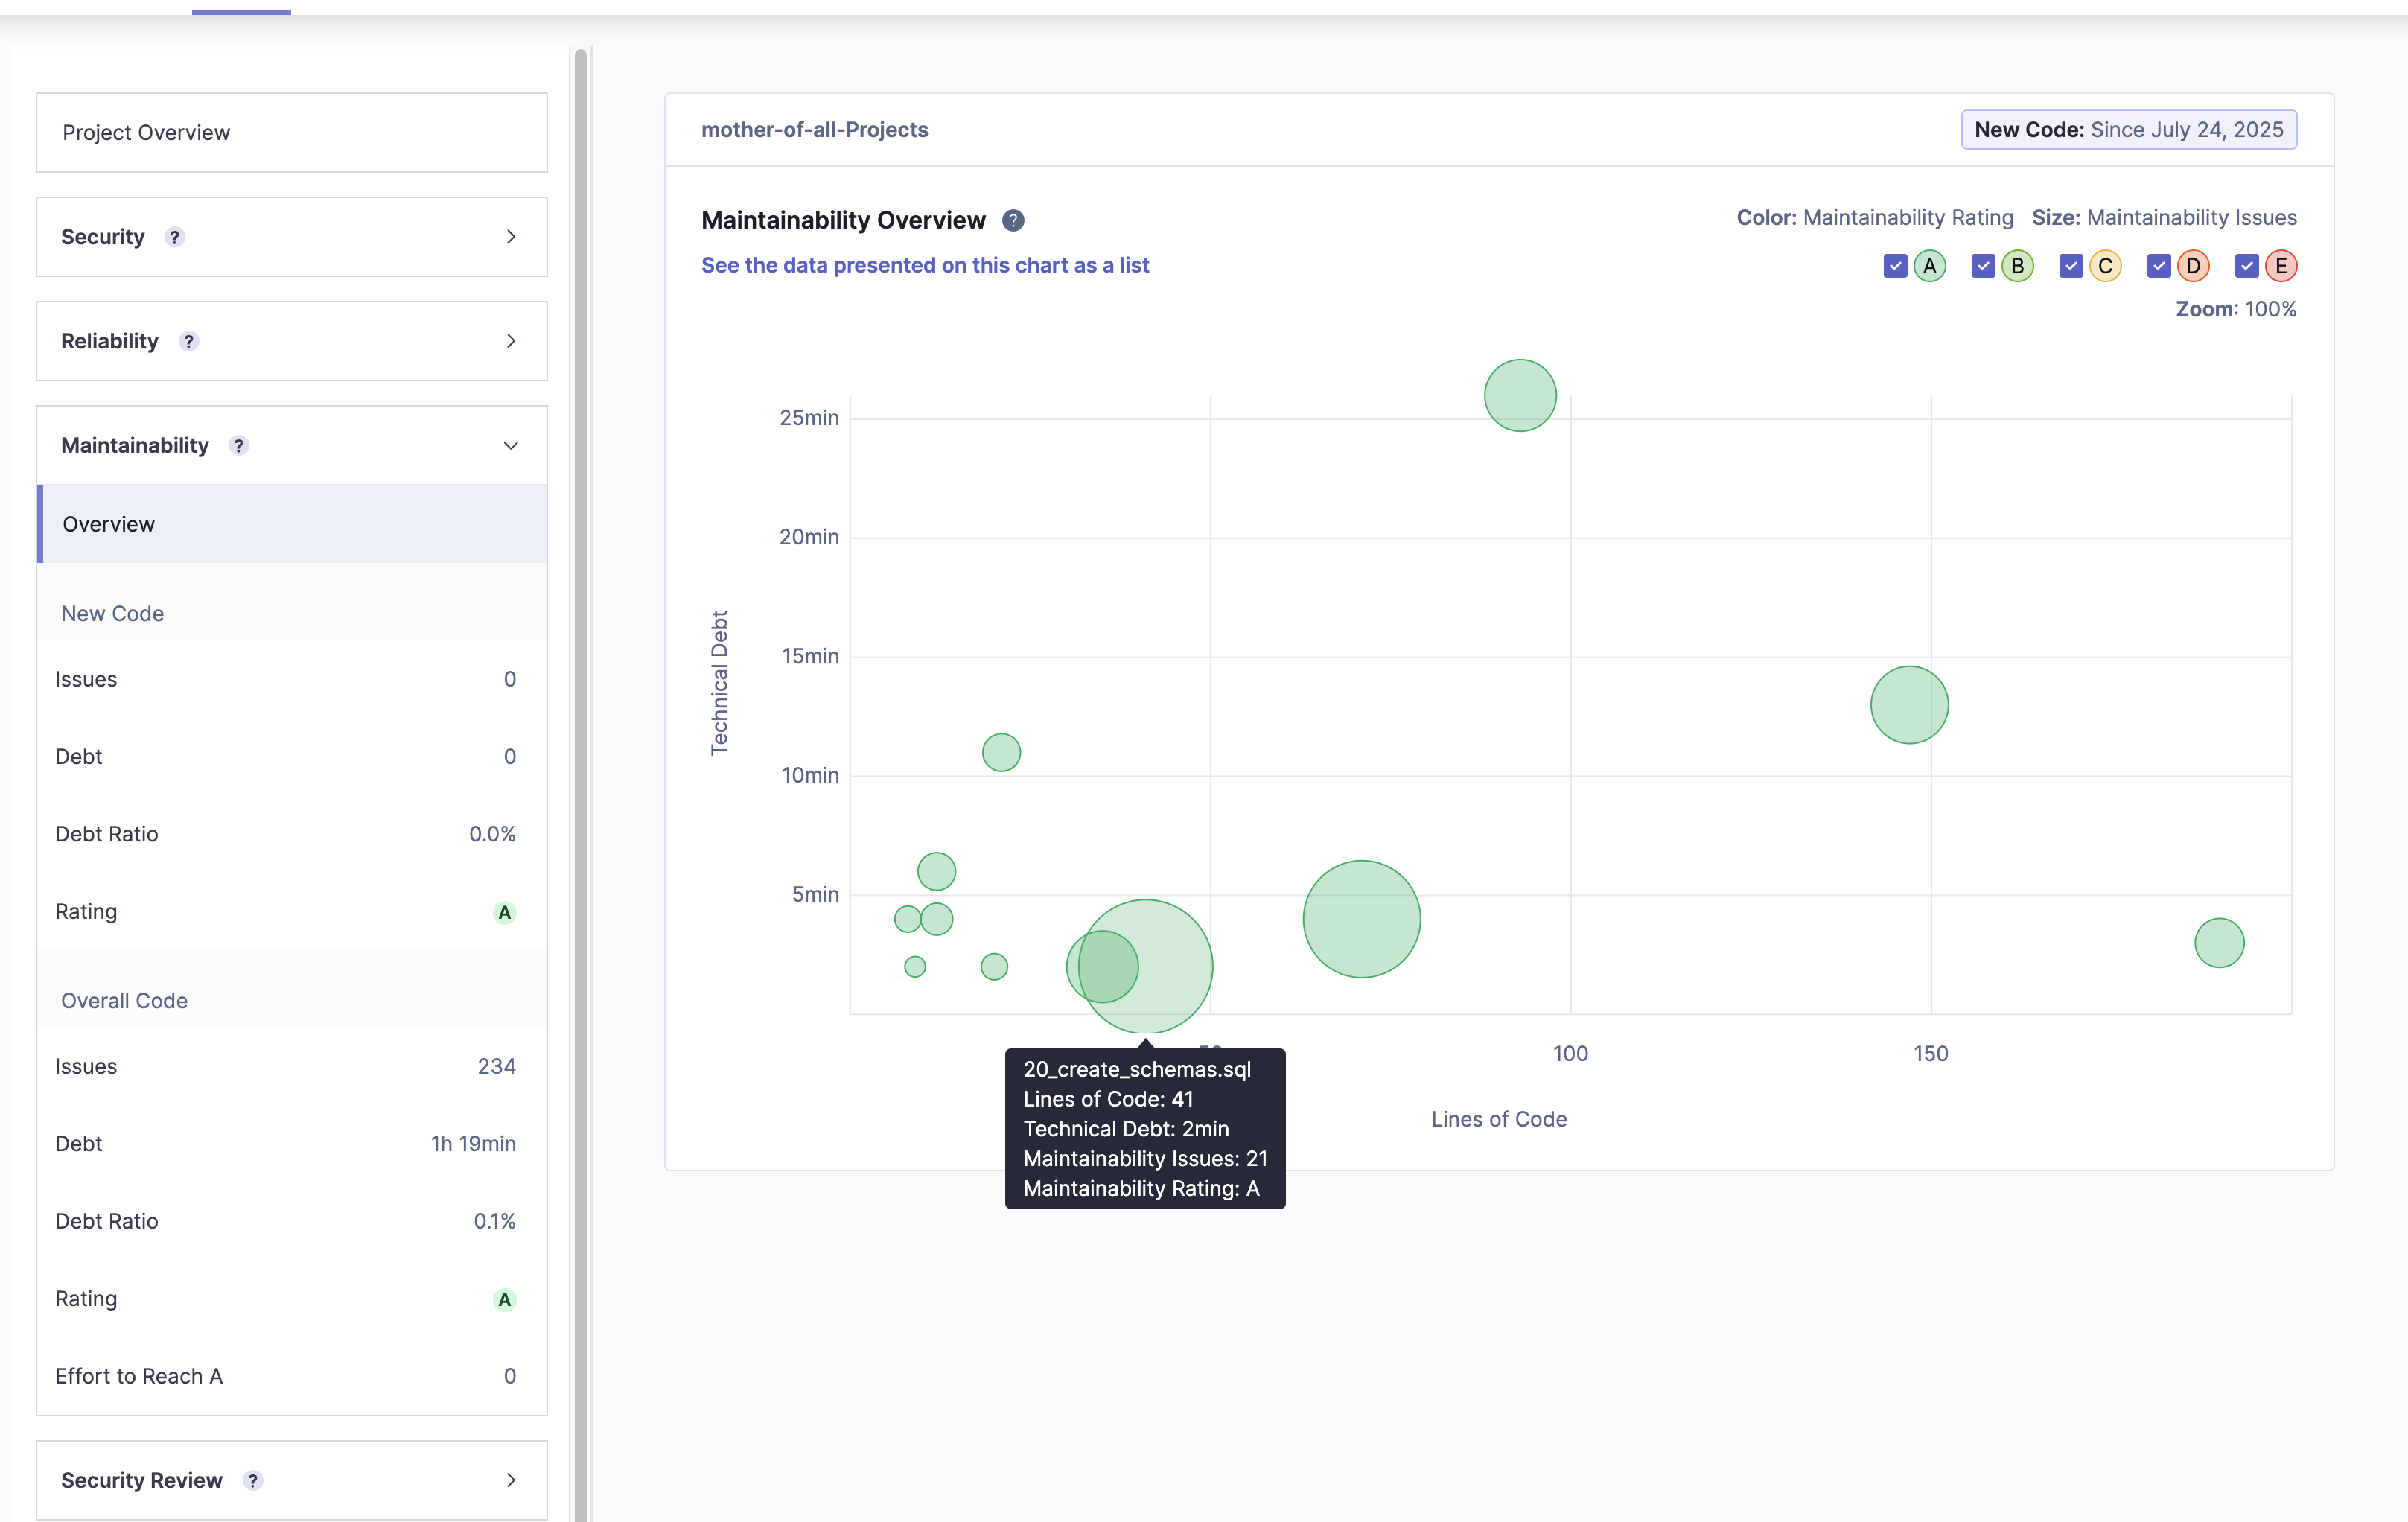 Project Overview
Security ?
Reliability ?
Maintainability ?
Overview
New Code
Issues 0
Debt 0
Debt Ratio 0.0%
Rating A
Overall Code
Issues 234
Debt 1h 19min
Debt Ratio 0.1%
Rating A
Effort to Reach A 0
Security Review ?
mother-of-all-Projects
New Code: Since July 24, 2025
Maintainability Overview ?
See the data presented on this chart as a list
Color: Maintainability Rating Size: Maintainability Issues
A B C D E
Zoom: 100%
Technical Debt
25min
20min
15min
10min
5min
100 150
Lines of Code
20_create_schemas.sql
Lines of Code: 41
Technical Debt: 2min
Maintainability Issues: 21
Maintainability Rating: A